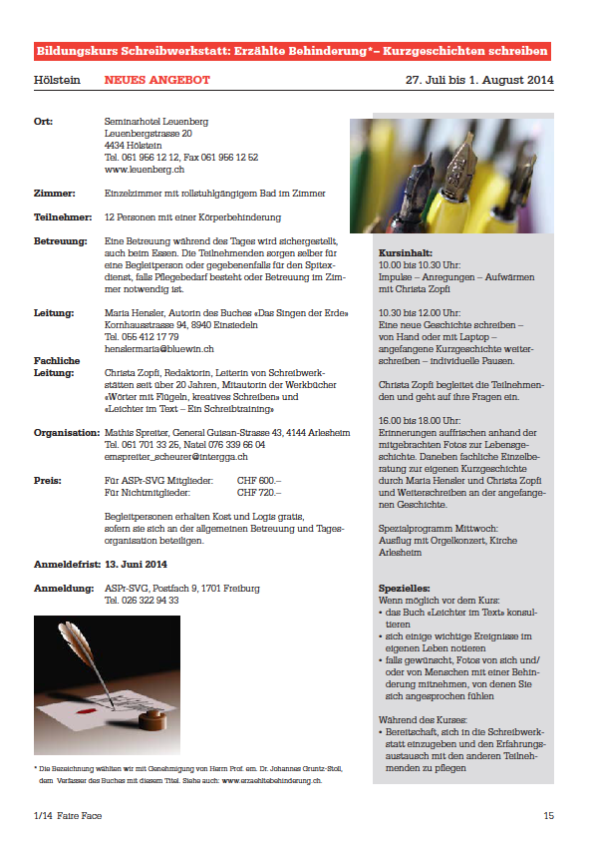 Bildungskurs Schreibwerkstatt: Erzählte Behinderung*– Kurzgeschichten schreiben
Hölstein NEUES ANGEBOT 27. Juli bis 1. August 2014
Ort: Seminarhotel Leuenberg
Leuenbergstrasse 20
4434 Hölstein
Tel. 061 956 12 12, Fax 061 956 12 52
www.leuenberg.ch
Zimmer: Einzelzimmer mit rollstuhlgängigem Bad im Zimmer
Teilnehmer: 12 Personen mit einer Körperbehinderung
Betreuung: Eine Betreuung während des Tages wird sichergestellt,
auch beim Essen. Die Teilnehmenden sorgen selber für
eine Begleitperson oder gegebenenfalls für den Spitex-
dienst, falls Pflegebedarf besteht oder Betreuung im Zim-
mer notwendig ist.
Leitung: Maria Hensler, Autorin des Buches «Das Singen der Erde»
Kornhausstrasse 94, 8940 Einsiedeln
Tel. 055 412 17 79
henslermaria@bluewin.ch
Fachliche
Leitung: Christa Zopfi, Redaktorin, Leiterin von Schreibwerk-
stätten seit über 20 Jahren, Mitautorin der Werkbücher
«Wörter mit Flügeln, kreatives Schreiben» und
«Leichter im Text – Ein Schreibtraining»
Organisation: Mathis Spreiter, General Guisan-Strasse 43, 4144 Arlesheim
Tel. 061 701 33 25, Natel 076 339 66 04
emspreiter_scheurer@intergga.ch
Preis: Für ASPr-SVG Mitglieder: CHF 600.–
Für Nichtmitglieder: CHF 720.–
Begleitpersonen erhalten Kost und Logis gratis,
sofern sie sich an der allgemeinen Betreuung und Tages-
organisation beteiligen.
Anmeldefrist: 13. Juni 2014
Anmeldung: ASPr-SVG, Postfach 9, 1701 Freiburg
Tel. 026 322 94 33
* Die Bezeichnung wählten wir mit Genehmigung von Herrn Prof. em. Dr. Johannes Gruntz-Stoll,
dem Verfasser des Buches mit diesem Titel. Siehe auch: www.erzaehltebehinderung.ch.
Kursinhalt:
10.00 bis 10.30 Uhr:
Impulse – Anregungen – Aufwärmen
mit Christa Zopfi
10.30 bis 12.00 Uhr:
Eine neue Geschichte schreiben –
von Hand oder mit Laptop –
angefangene Kurzgeschichte weiter-
schreiben – individuelle Pausen.
Christa Zopfi begleitet die Teilnehmen-
den und geht auf ihre Fragen ein.
16.00 bis 18.00 Uhr:
Erinnerungen auffrischen anhand der
mitgebrachten Fotos zur Lebensge-
schichte. Daneben fachliche Einzelbe-
ratung zur eigenen Kurzgeschichte
durch Maria Hensler und Christa Zopfi
und Weiterschreiben an der angefange-
nen Geschichte.
Spezialprogramm Mittwoch:
Ausflug mit Orgelkonzert, Kirche
Arlesheim
Spezielles:
Wenn möglich vor dem Kurs:
• das Buch «Leichter im Text» konsul-
tieren
• sich einige wichtige Ereignisse im
eigenen Leben notieren
• falls gewünscht, Fotos von sich und/
oder von Menschen mit einer Behin-
derung mitnehmen, von denen Sie
sich angesprochen fühlen
Während des Kurses:
• Bereitschaft, sich in die Schreibwerk-
statt einzugeben und den Erfahrungs-
austausch mit den anderen Teilneh-
menden zu pflegen
1/14 Faire Face 15